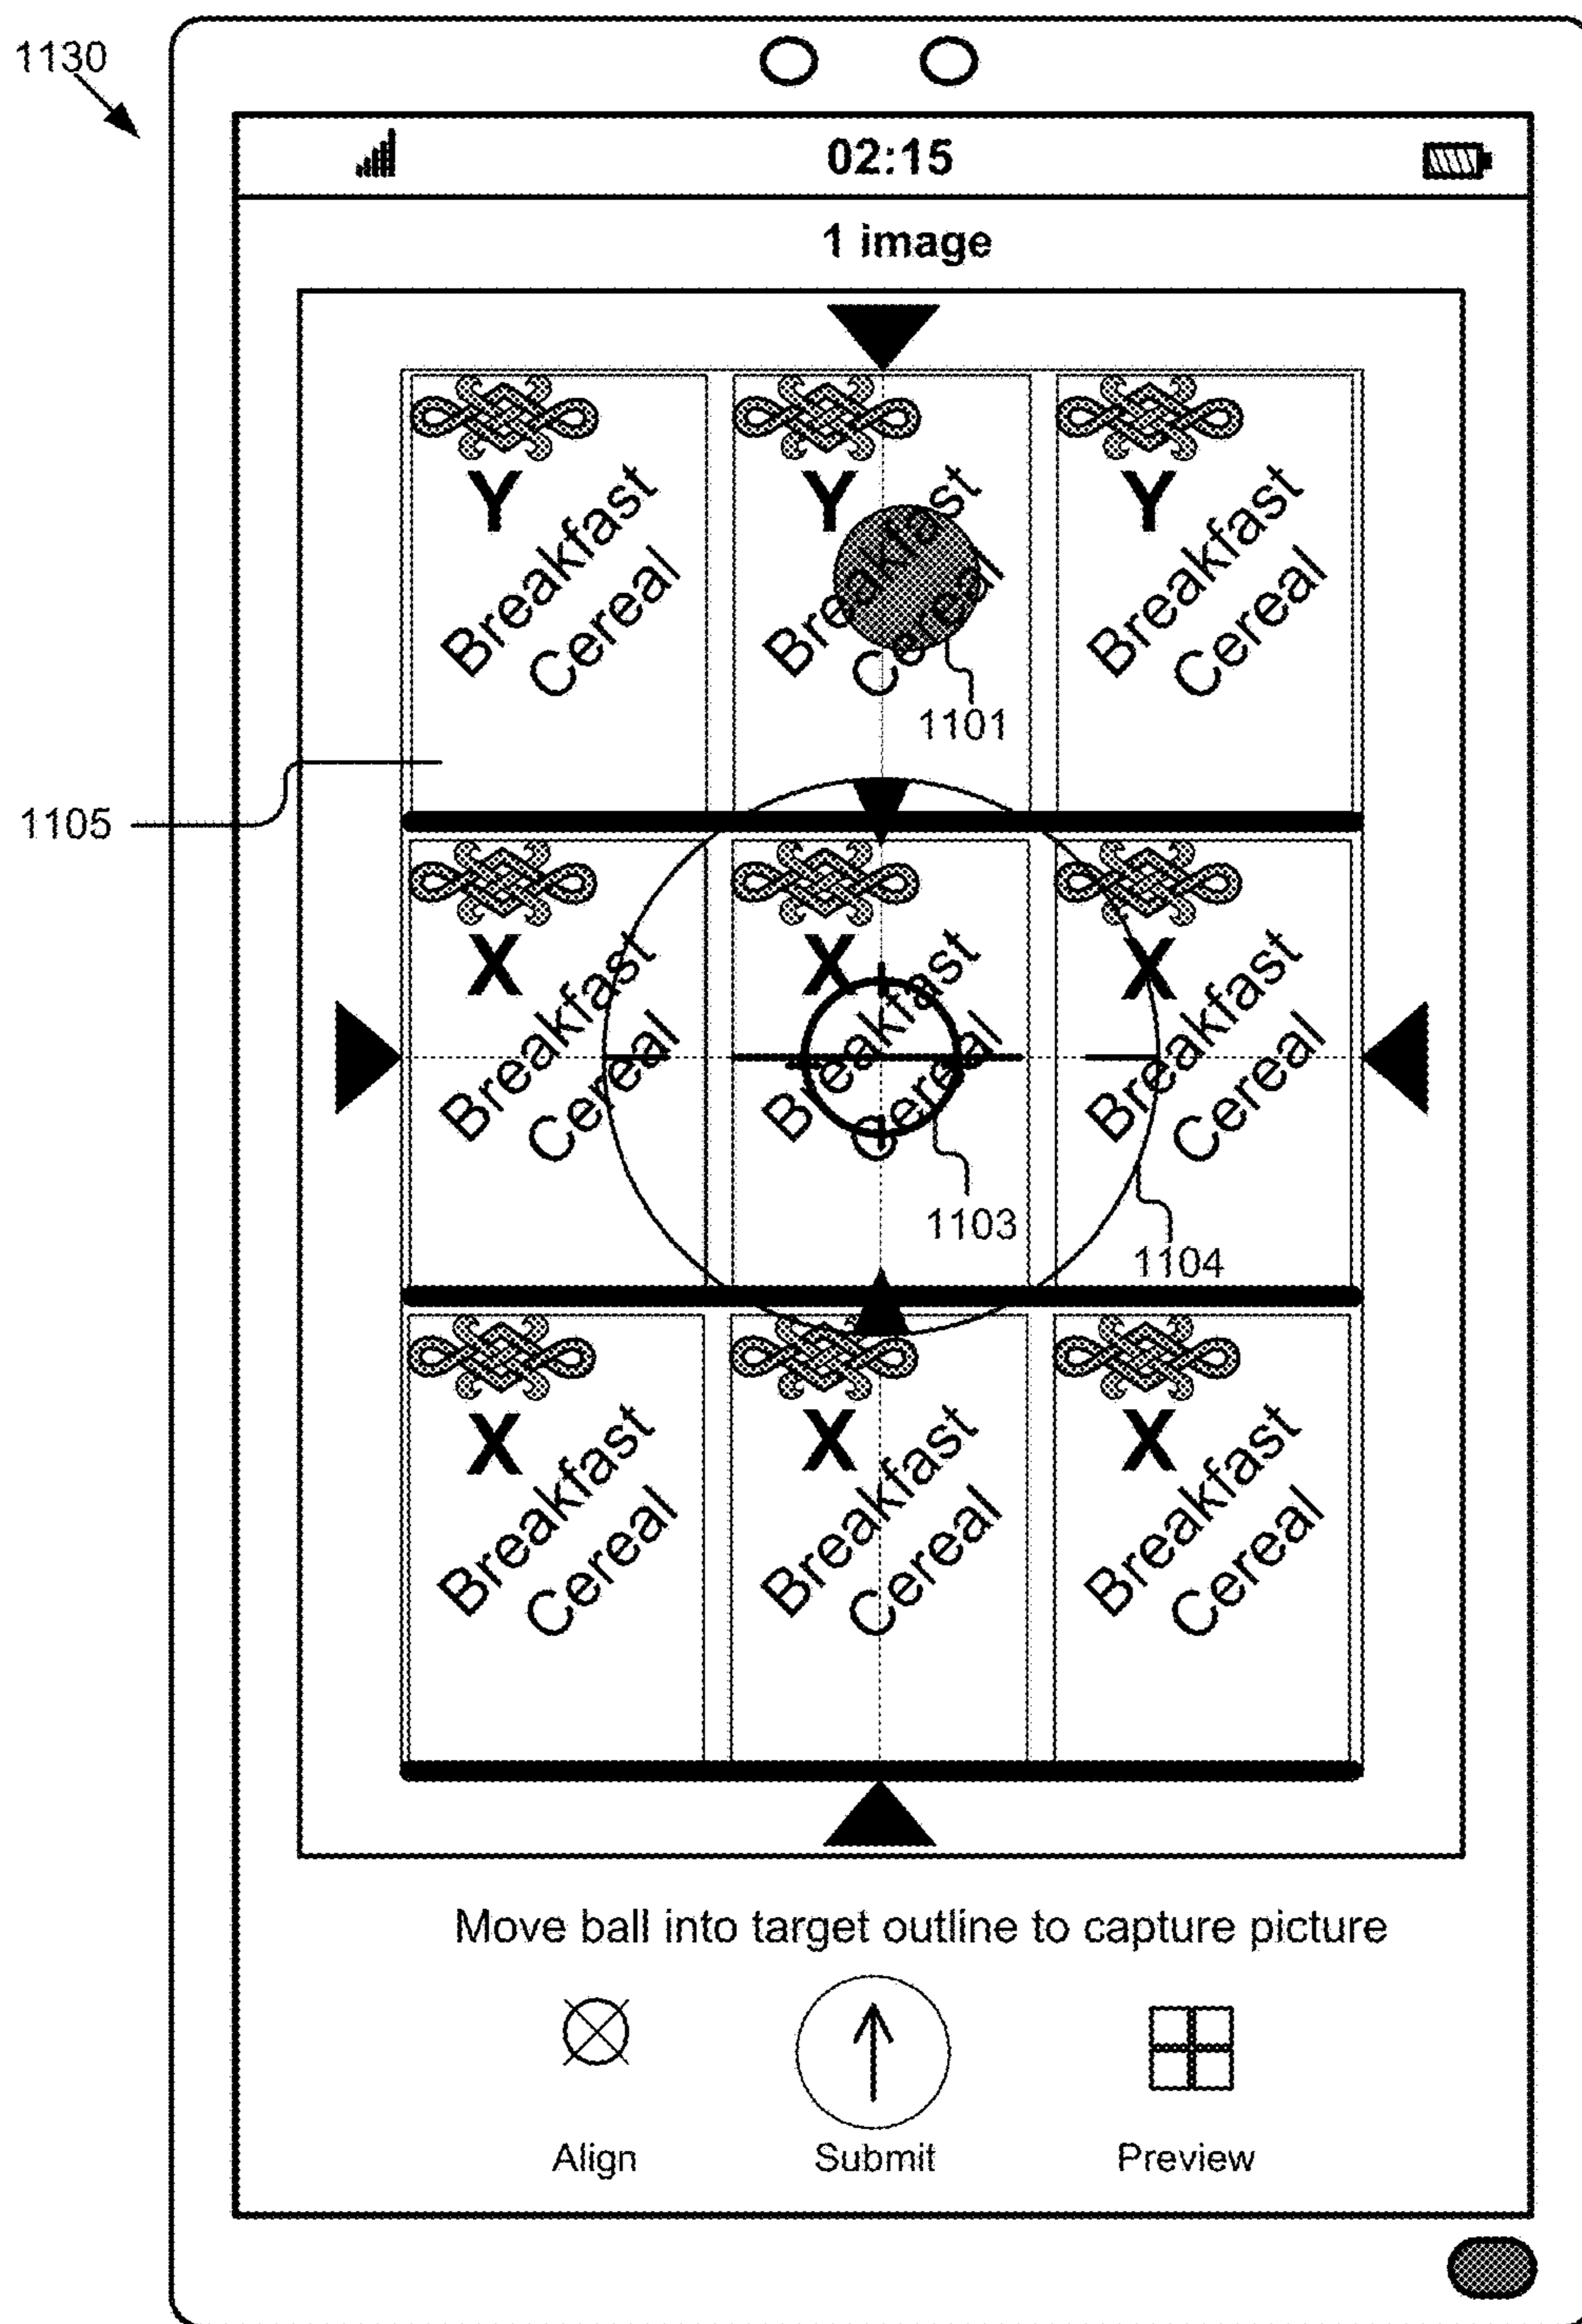 1130
02:15
1 image
Y Y Y
Breakfast Breakfast Breakfast
Cereal Cereal Cereal
1101
1105
X X X
Breakfast Breakfast Breakfast
Cereal Cereal Cereal
1103
1104
X X X
Breakfast Breakfast Breakfast
Cereal Cereal Cereal
Move ball into target outline to capture picture
Align Submit Preview